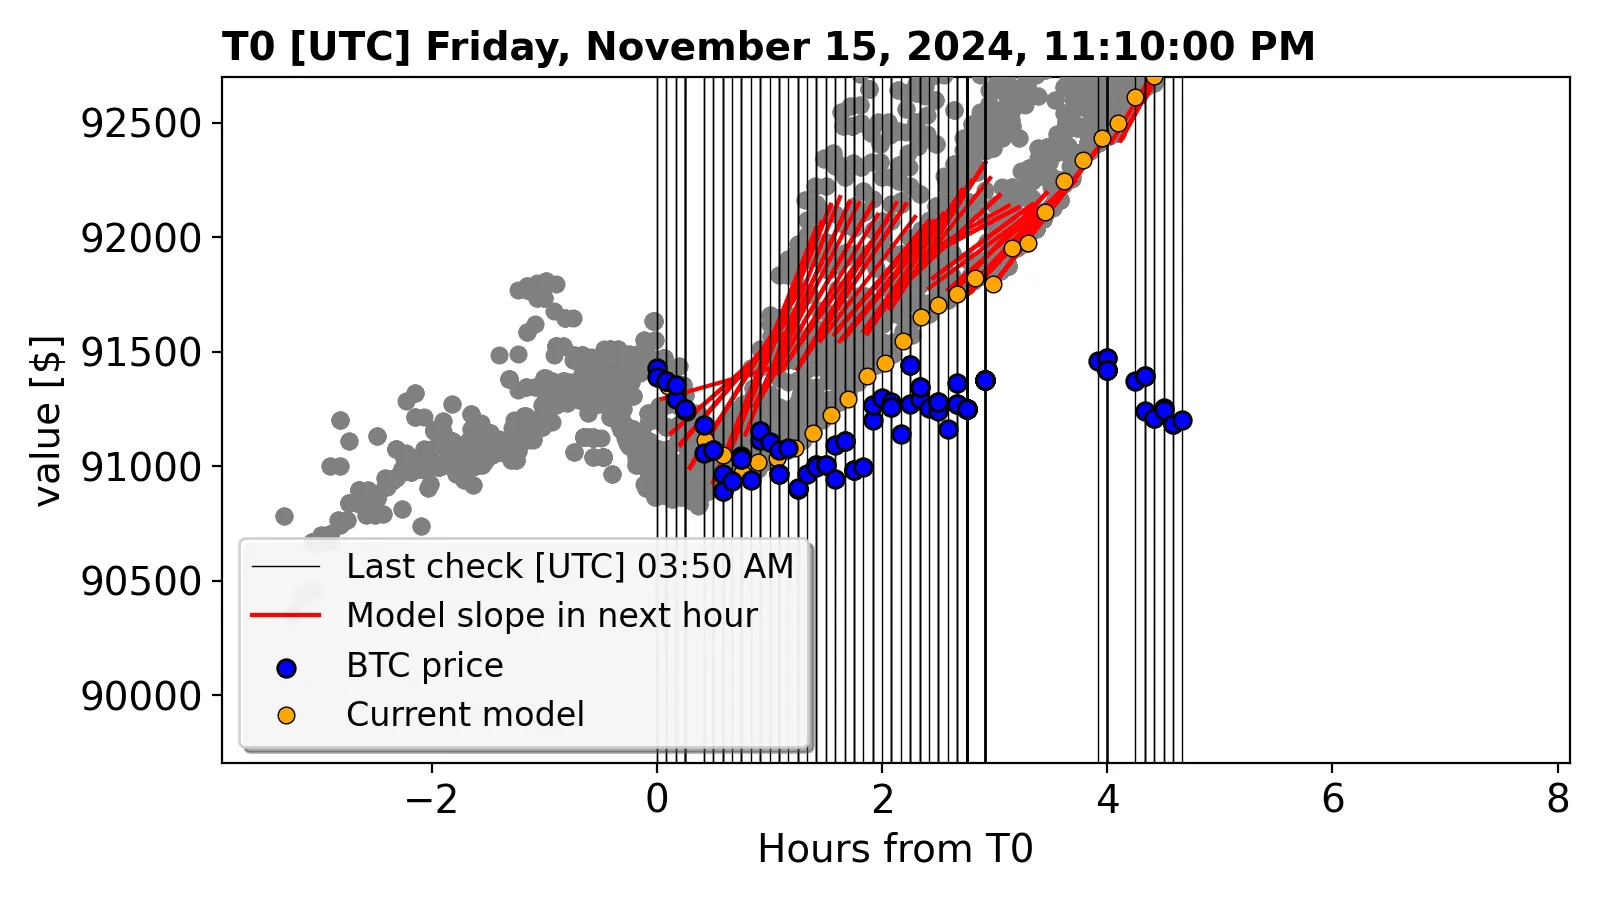 T0 [UTC] Friday, November 15, 2024, 11:10:00 PM
value [$]
92500
92000
91500
91000
90500
90000
Last check [UTC] 03:50 AM
Model slope in next hour
BTC price
Current model
−2 0 2 4 6 8
Hours from T0